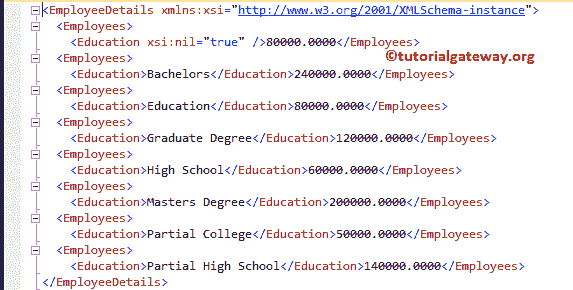 <EmployeeDetails xmlns:xsi="http://www.w3.org/2001/XMLSchema-instance">
<Employees>
<Education xsi:nil="true" />80000.0000</Employees>
©tutorialgateway.org
<Employees>
<Education>Bachelors</Education>240000.0000</Employees>
<Employees>
<Education>Education</Education>80000.0000</Employees>
<Employees>
<Education>Graduate Degree</Education>120000.0000</Employees>
<Employees>
<Education>High School</Education>60000.0000</Employees>
<Employees>
<Education>Masters Degree</Education>200000.0000</Employees>
<Employees>
<Education>Partial College</Education>50000.0000</Employees>
<Employees>
<Education>Partial High School</Education>140000.0000</Employees>
</EmployeeDetails>